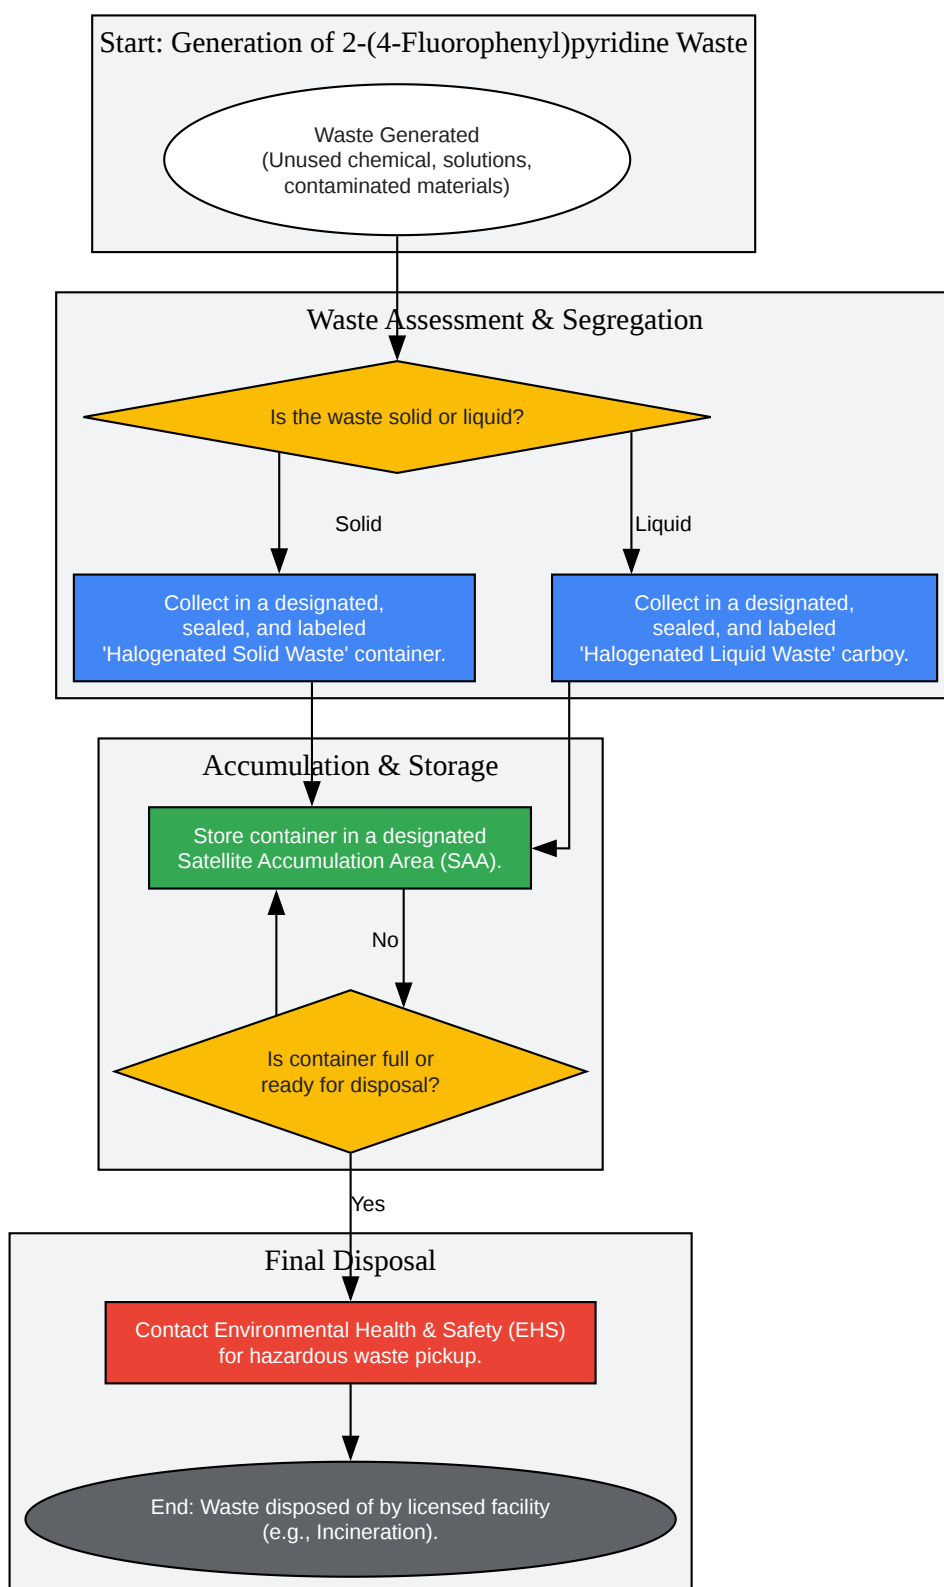 Start: Generation of 2-(4-Fluorophenyl)pyridine Waste
Waste Generated
(Unused chemical, solutions,
contaminated materials)
Waste Assessment & Segregation
Is the waste solid or liquid?
Solid
Liquid
Collect in a designated,
sealed, and labeled
'Halogenated Solid Waste' container.
Collect in a designated,
sealed, and labeled
'Halogenated Liquid Waste' carboy.
Accumulation & Storage
Store container in a designated
Satellite Accumulation Area (SAA).
No
Is container full or
ready for disposal?
Yes
Final Disposal
Contact Environmental Health & Safety (EHS)
for hazardous waste pickup.
End: Waste disposed of by licensed facility
(e.g., Incineration).